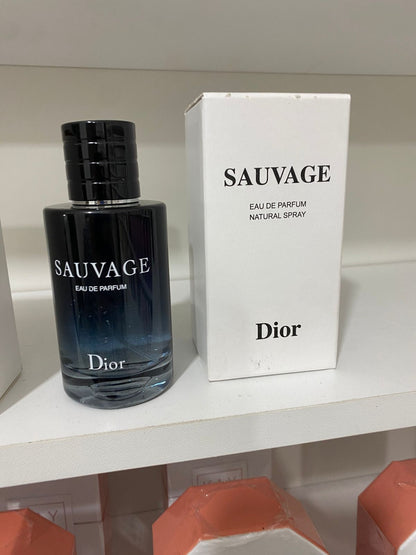 SAUVAGE
EAU DE PARFUM
Dior
SAUVAGE
EAU DE PARFUM
NATURAL SPRAY
Dior